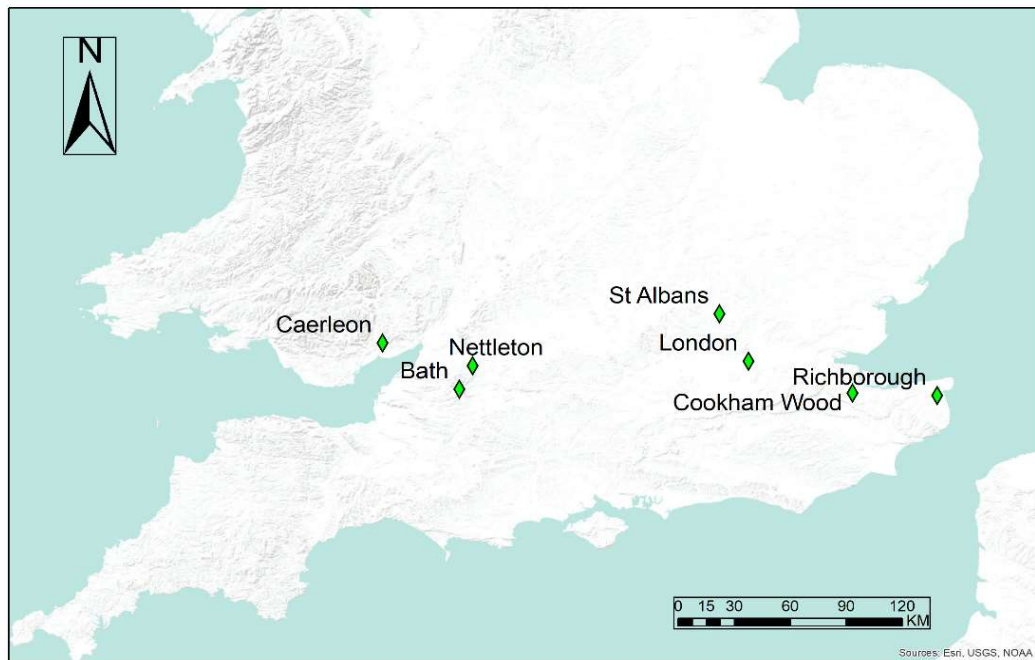 N
St Albans
Caerleon
London
Nettleton
Bath
Richborough
Cookham Wood
0 15 30 60 90 120
KM
Sources: Esri, USGS, NOAA